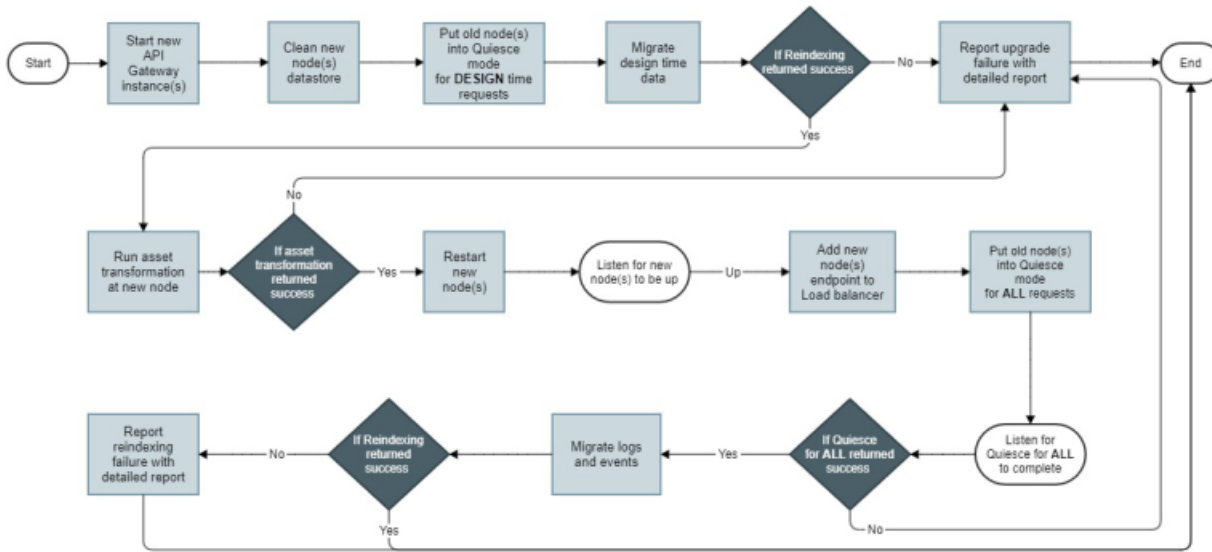 Start
Start new
API
Gateway
instance(s)
Clean new
node(s)
datastore
Put old node(s)
into Quiesce
mode
for DESIGN time
requests
Migrate
design time
data
If Reindexing
returned success
No
Report upgrade
failure with
detailed report
End
Yes
No
Run asset
transformation
at new node
If asset
transformation
returned
success
Yes
Restart
new
node(s)
Listen for new
node(s) to be up
Up
Add new
node(s)
endpoint to
Load balancer
Put old node(s)
into Quiesce
mode
for ALL requests
Report
reindexing
failure with
detailed report
No
If Reindexing
returned
success
Migrate logs
and events
Yes
If Quiesce
for ALL returned
success
Listen for
Quiesce for ALL
to complete
Yes
No